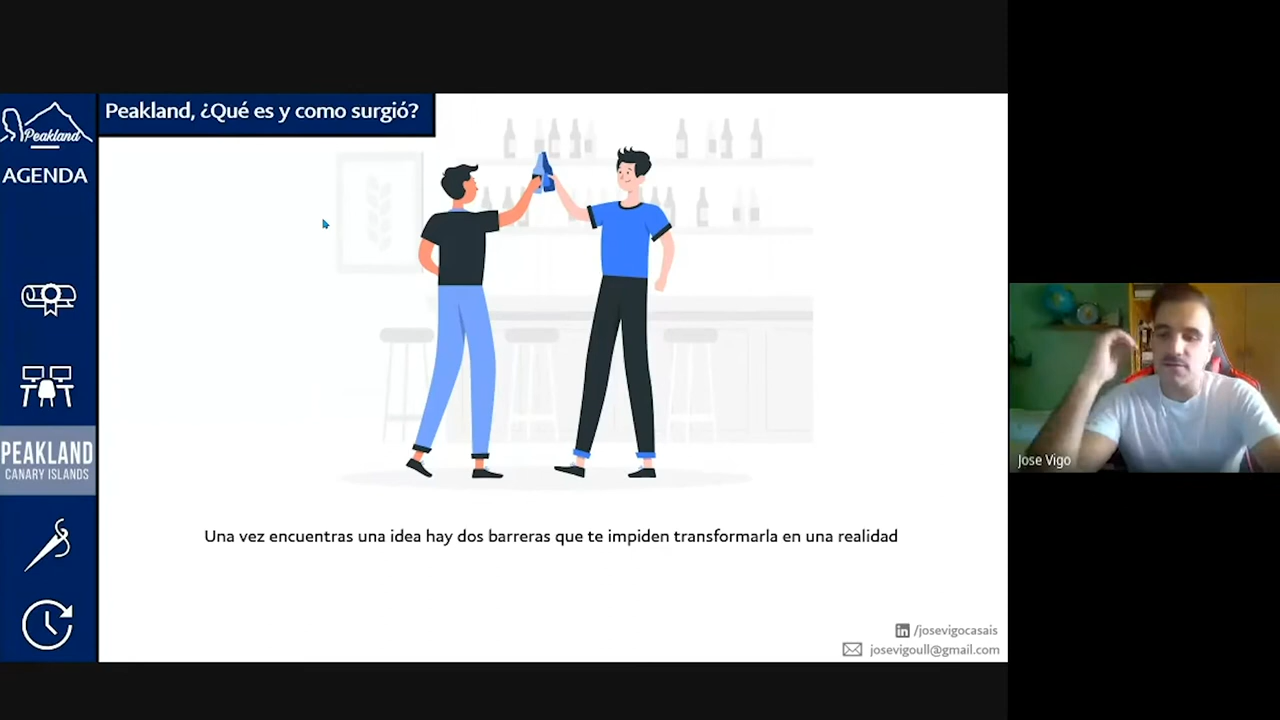 Peakland
AGENDA
PEAKLAND
CANARY ISLANDS
Peakland, ¿Qué es y como surgió?
Una vez encuentras una idea hay dos barreras que te impiden transformarla en una realidad
in /josevigocasais
josevigoull@gmail.com
Jose Vigo